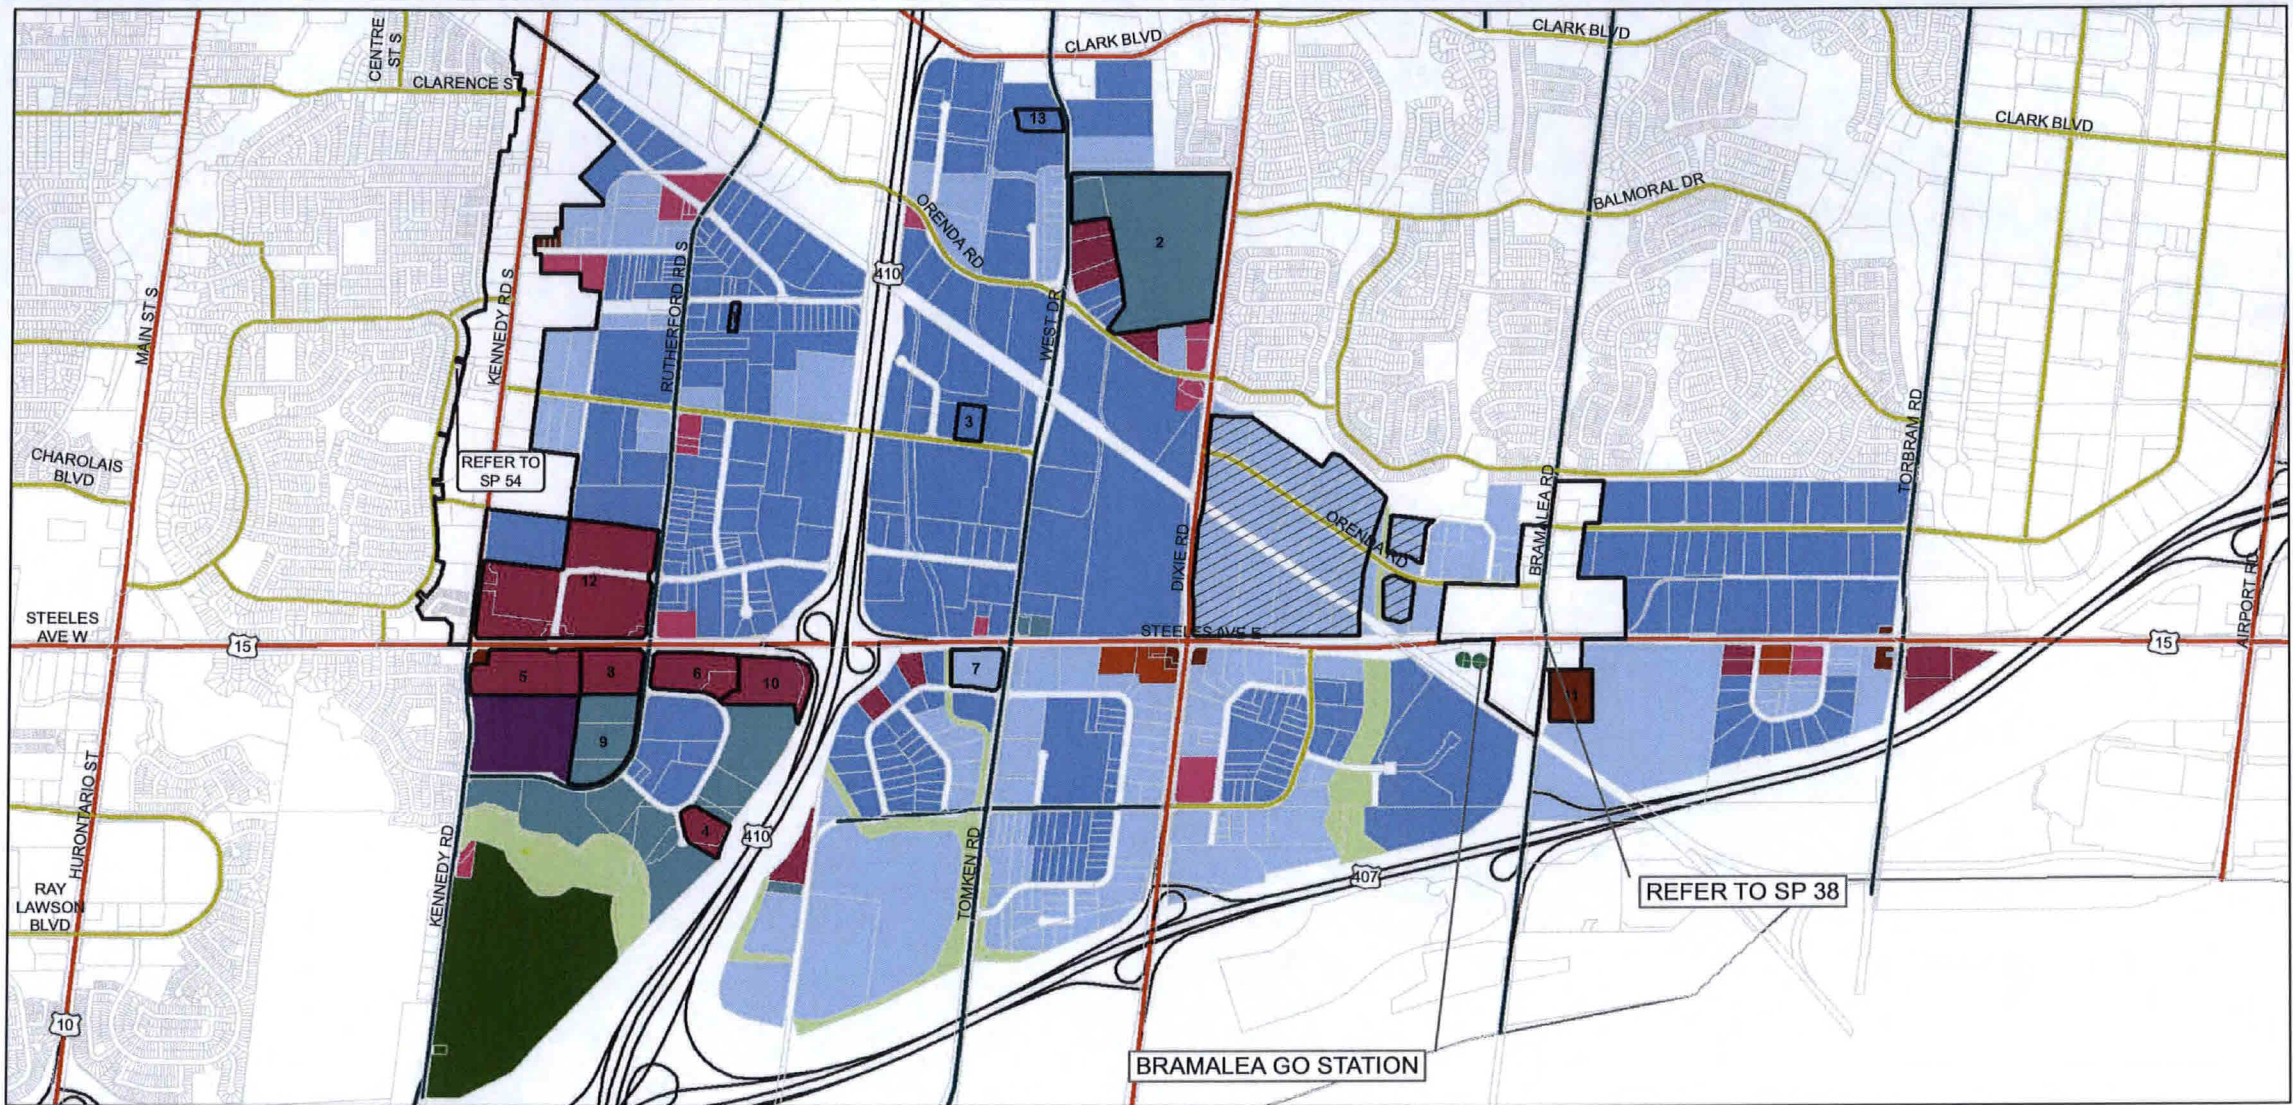 CENTRE
ST S
CLARK BLVD
CLARK BLVD
CLARENCE S
CLARK BLVD
13
BALMORAL DR
ORENDA RD
2
RUTHERFORD RD S
410
KENNEDY RD S
MAIN ST S
WEST DR
3
TORBRAM RD
CHAROLAIS
BLVD
REFER TO
SP 54
BRAMALEA RD
ORENDA RD
DIXIE RD
12
AIRPORT RD
STEELES
AVE W
15
STEELES AVE E
15
5
8
6
10
7
11
9
HURONTARIO ST
4
410
KENNEDY RD
TOMKEN RD
407
REFER TO SP 38
RAY
LAWSON
BLVD
10
BRAMALEA GO STATION